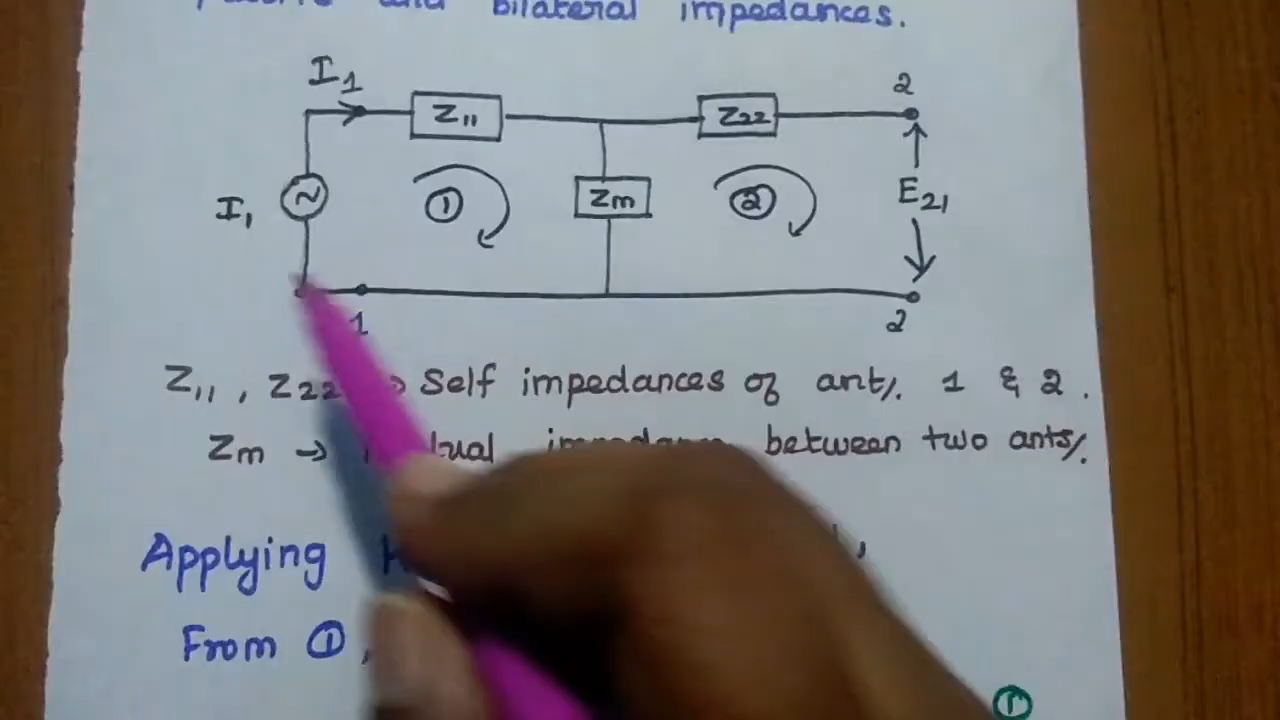 and bilateral impedances.
I1
2
Z11
Z22
I1
①
Zm
②
E21
1
2
Z11, Z22 → Self impedances of ant/. 1 & 2.
Zm → between two ants/.
Applying
From ①,